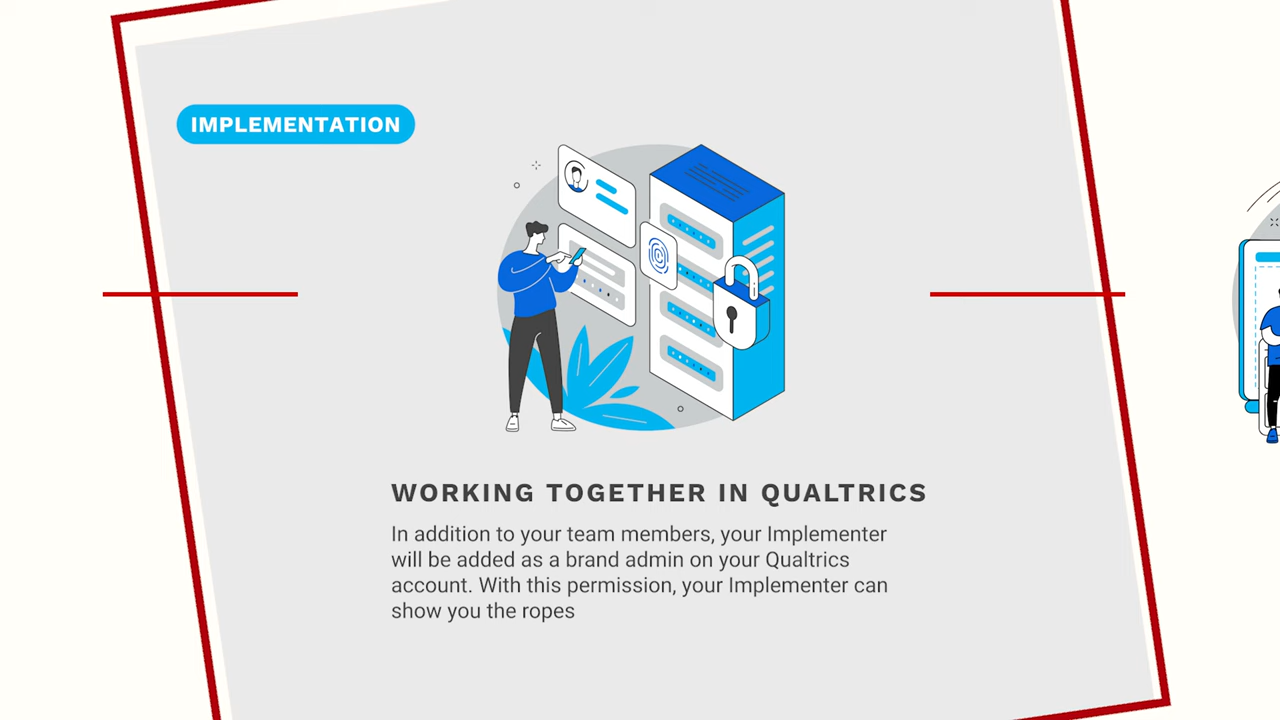 IMPLEMENTATION
WORKING TOGETHER IN QUALTRICS
In addition to your team members, your Implementer
will be added as a brand admin on your Qualtrics
account. With this permission, your Implementer can
show you the ropes